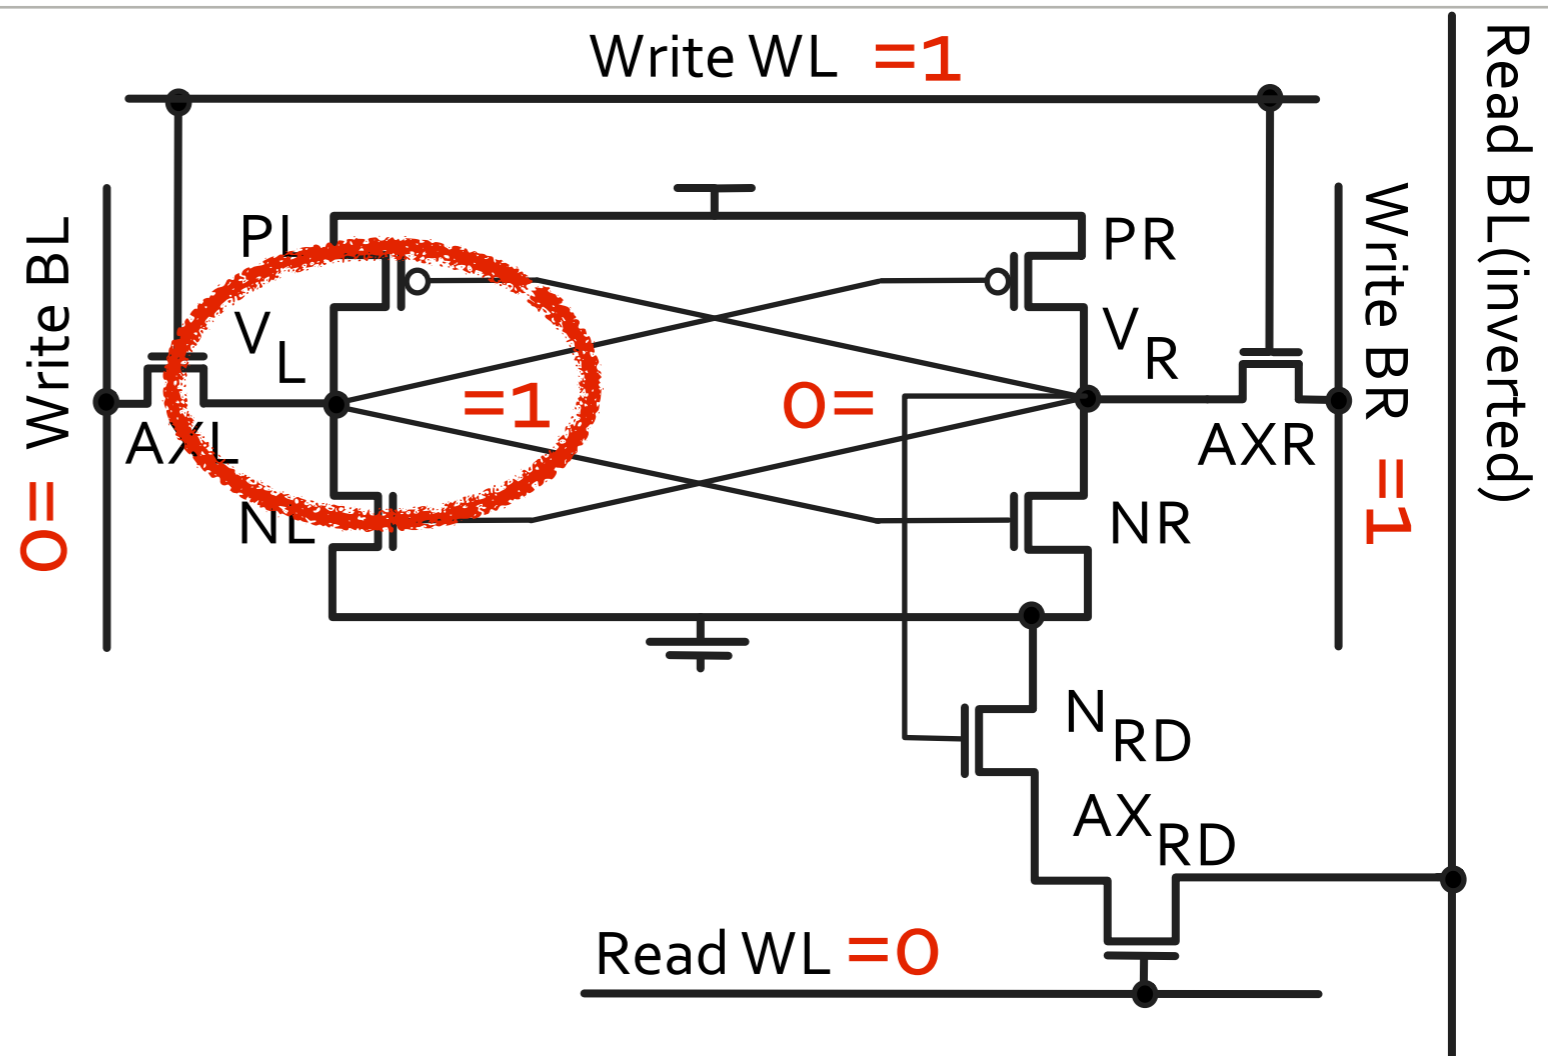 Write WL =1
Read BL(inverted)
Write BL =0
Write BR =1
PL
PR
VL
VR
=1
0=
AXL
AXR
NL
NR
NRD
AXRD
Read WL =0